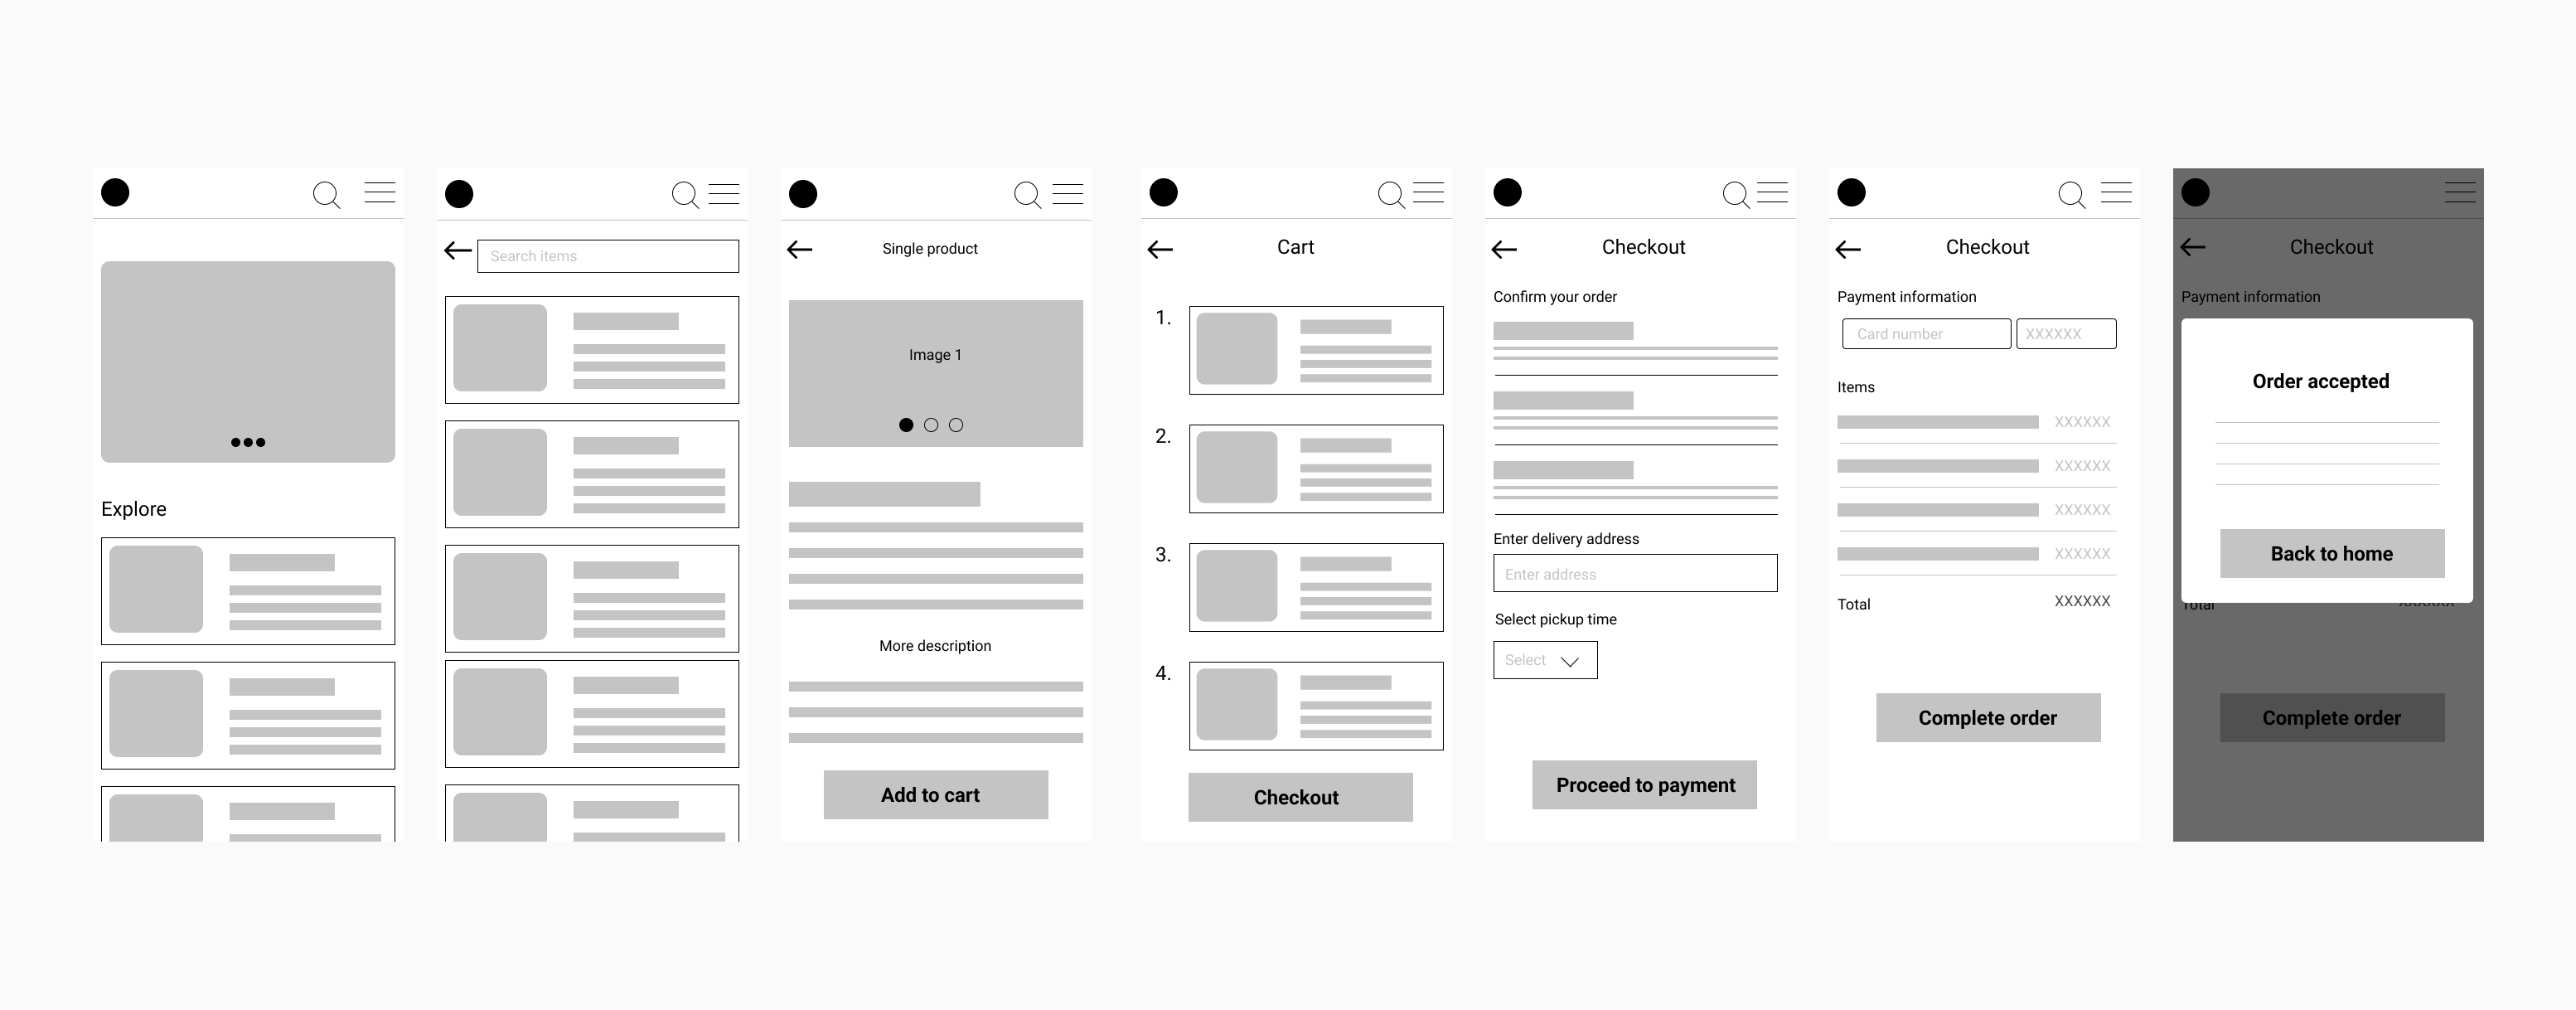 Explore
Search items
Single product
Image 1
More description
Add to cart
Cart
1.
2.
3.
4.
Checkout
Checkout
Confirm your order
Enter delivery address
Enter address
Select pickup time
Select
Proceed to payment
Checkout
Payment information
Card number XXXXXX
Items
XXXXXX
XXXXXX
XXXXXX
XXXXXX
Total XXXXXX
Complete order
Checkout
Payment information
Order accepted
Back to home
Total XXXXXX
Complete order